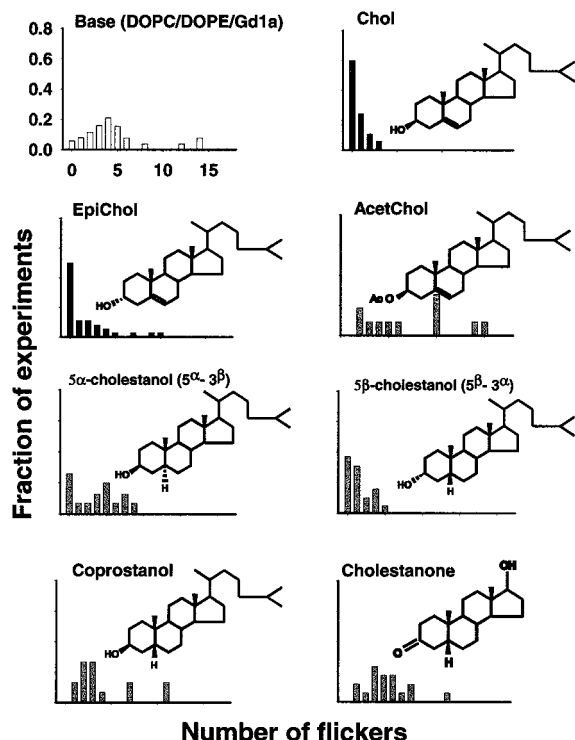 Base (DOPC/DOPE/Gd1a)
Chol
0.8
0.6
0.4
0.2
0.0
0 5 10 15
HO
EpiChol
AcetChol
HO
AcO
Fraction of experiments
5α-cholestanol (5α- 3β)
5β-cholestanol (5β- 3α)
HO
H
HO
H
Coprostanol
Cholestanone
OH
HO
H
O
H
Number of flickers